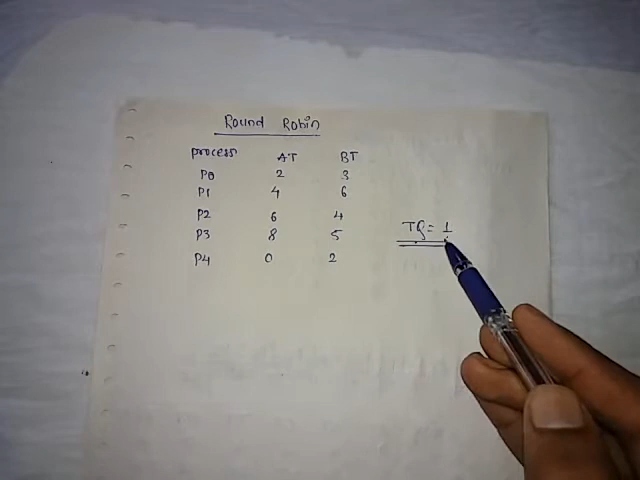 Round Robin
process AT BT
P0 2 3
P1 4 6
P2 6 4
P3 8 5
P4 0 2
TQ = 1